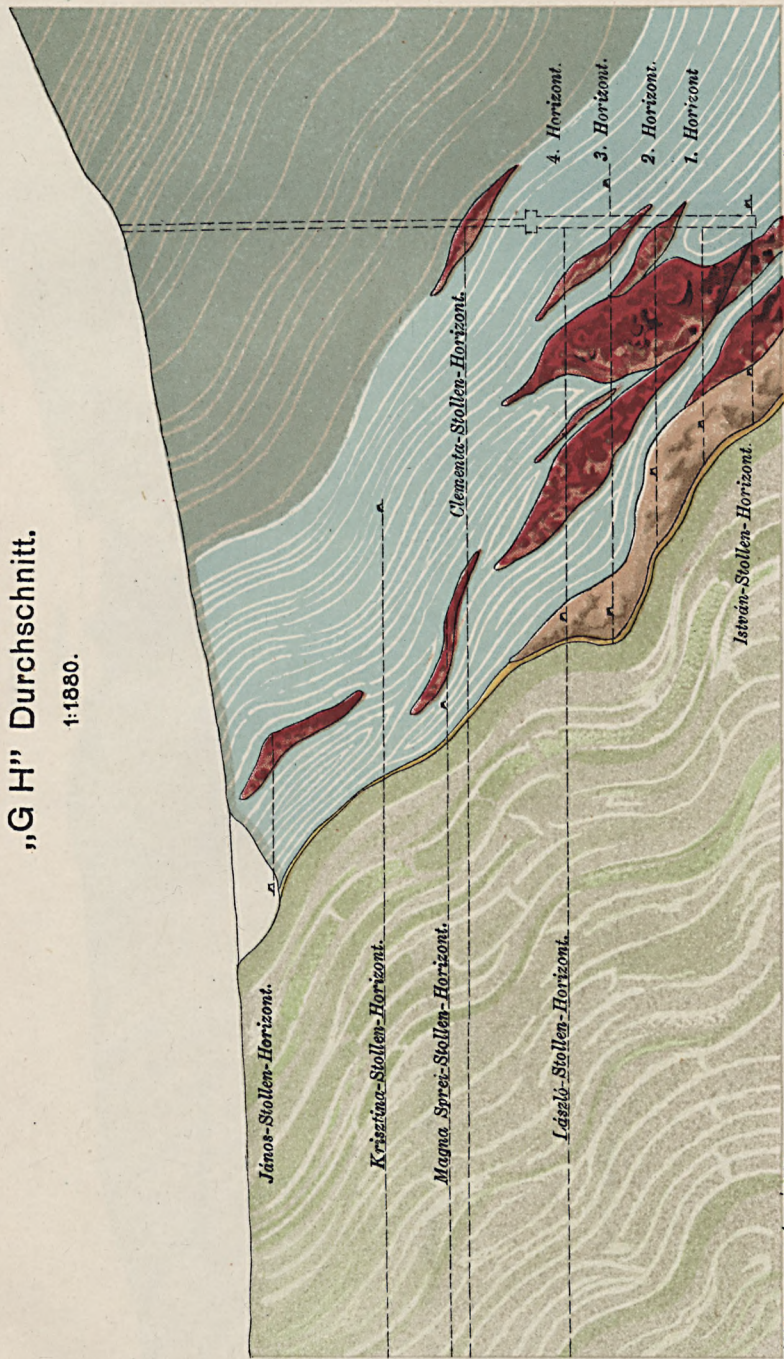 „G H” Durchschnitt.
1:1880.
János-Stollen-Horizont.
Krisztina-Stollen-Horizont.
Magna Sprei-Stollen-Horizont.
Clementa-Stollen-Horizont.
László-Stollen-Horizont.
4. Horizont.
3. Horizont.
2. Horizont.
1. Horizont
István-Stollen-Horizont.